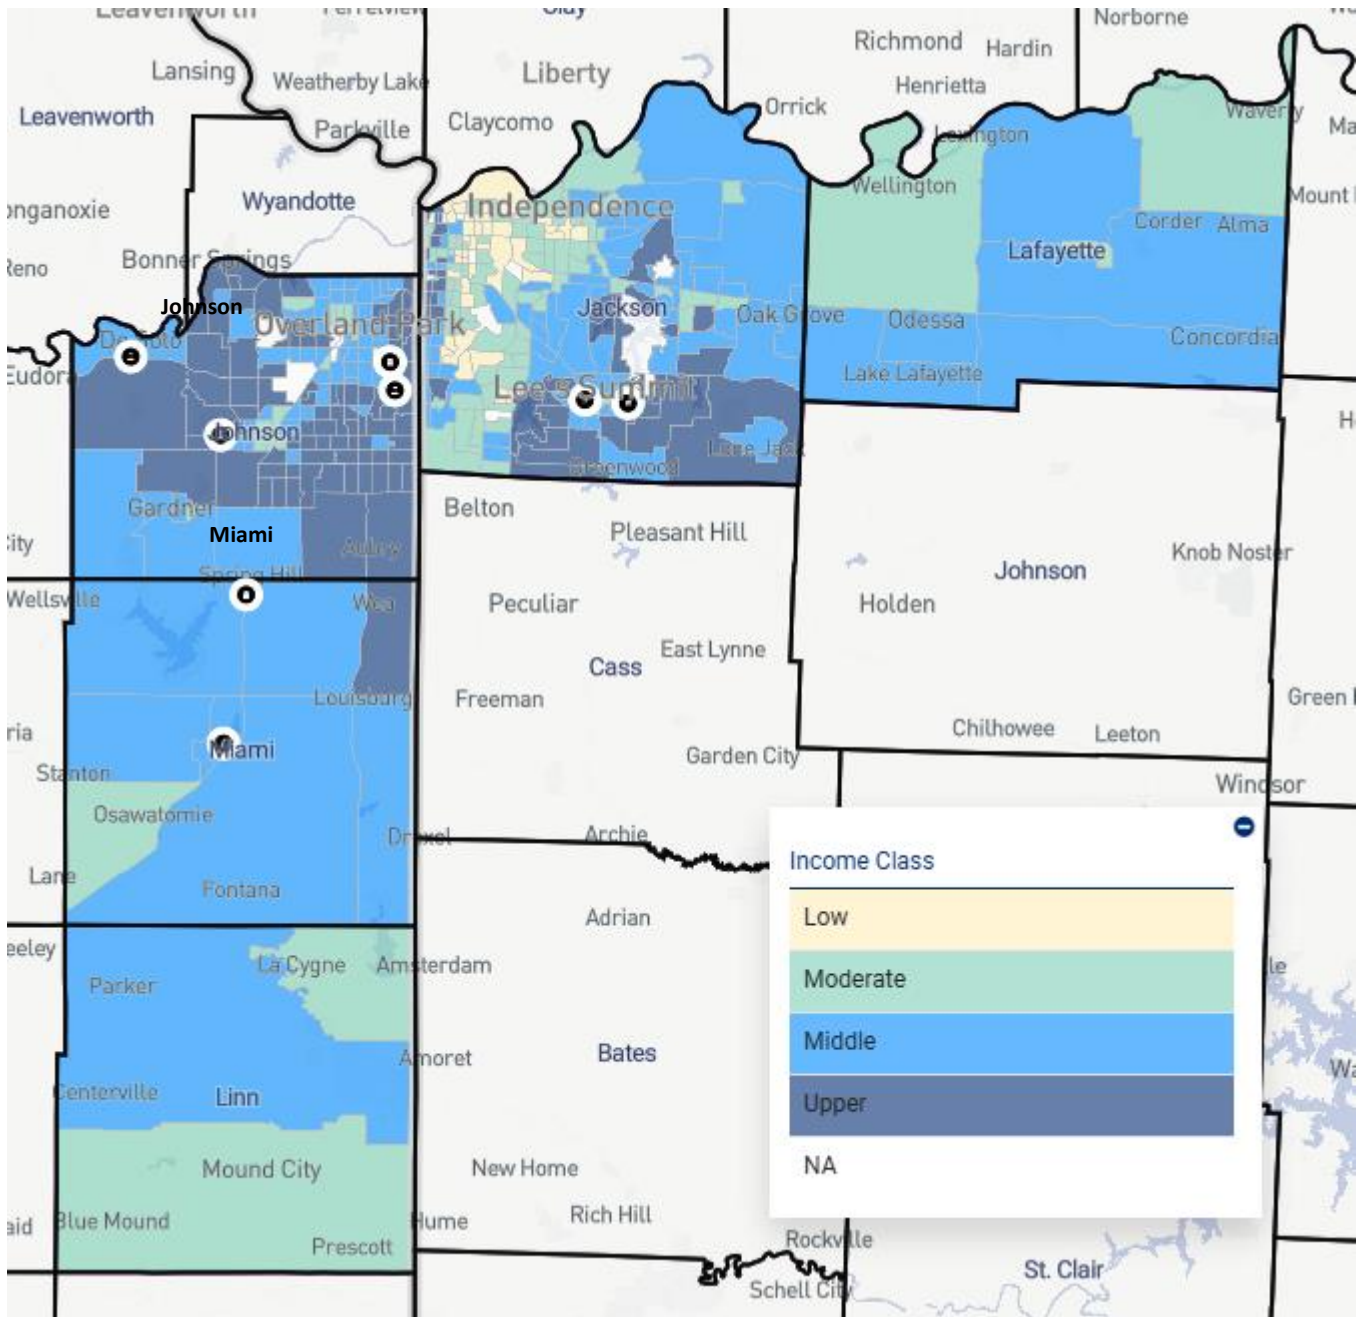 Leavenworth
Ferrelview
Clay
Norborne
Lansing
Weatherby Lake
Liberty
Richmond
Hardin
Henrietta
Leavenworth
Parkville
Claycomo
Orrick
Waverly
Lexington
Wyandotte
Independence
Wellington
Corder
Alma
Lafayette
Bonner Springs
Johnson
Overland Park
Jackson
Oak Grove
Odessa
Concordia
De Soto
Eudora
Lee's Summit
Lake Lafayette
Johnson
Lone Jack
Greenwood
Gardner
Belton
Miami
Pleasant Hill
Aubry
Knob Noster
Spring Hill
Johnson
Wellsville
Wea
Peculiar
Holden
East Lynne
Cass
Louisburg
Freeman
Chilhowee
Leeton
Miami
Garden City
Stanton
Windsor
Osawatomie
Drexel
Archie
Income Class
Lane
Fontana
Adrian
Low
La Cygne
Amsterdam
Moderate
Parker
Middle
Amoret
Bates
Centerville
Linn
Upper
Mound City
New Home
NA
Blue Mound
Hume
Rich Hill
Prescott
Rockville
St. Clair
Schell City